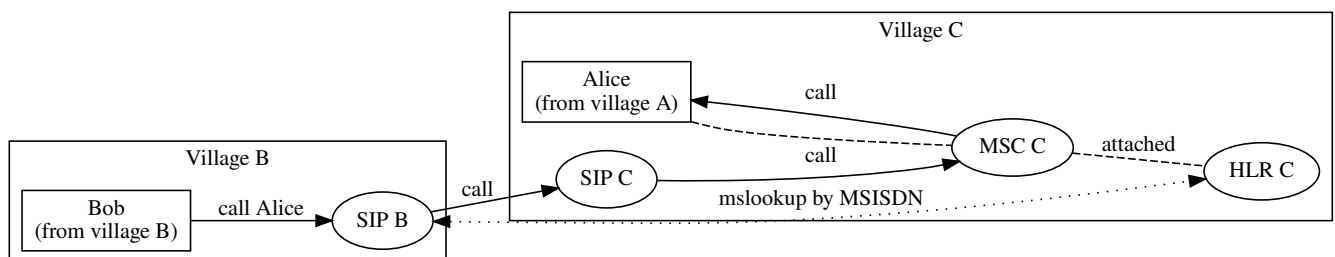 Village C
Alice
(from village A)
call
MSC C
attached
HLR C
call
SIP C
mslookup by MSISDN
Village B
Bob
(from village B)
call Alice
SIP B
call